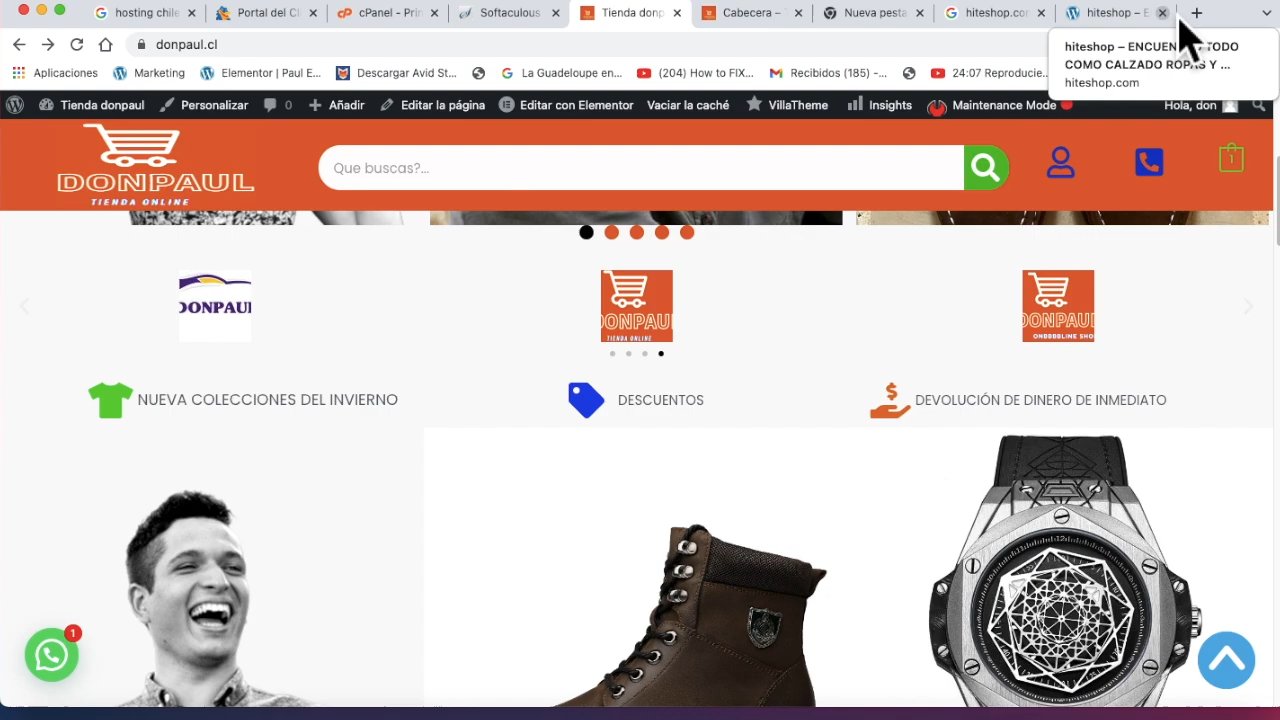 hosting chile
Portal del Cl
cPanel - Prin
Softaculous
Tienda donp
Cabecera –
Nueva pesta
hiteshop.co
hiteshop – E
donpaul.cl
hiteshop – ENCUEN TODO
COMO CALZADO ROPAS Y ...
hiteshop.com
Aplicaciones
Marketing
Elementor | Paul E...
Descargar Avid St...
La Guadeloupe en...
(204) How to FIX...
Recibidos (185) -...
24:07 Reproducie...
Tienda donpaul
Personalizar
0
Añadir
Editar la página
Editar con Elementor
Vaciar la caché
VillaTheme
Insights
Maintenance Mode
Hola, don
DONPAUL
TIENDA ONLINE
Que buscas?...
1
DONPAUL
DONPAUL
TIENDA ONLINE
DONPAUL
ONBBBBLINE SHO
NUEVA COLECCIONES DEL INVIERNO
DESCUENTOS
DEVOLUCIÓN DE DINERO DE INMEDIATO
1